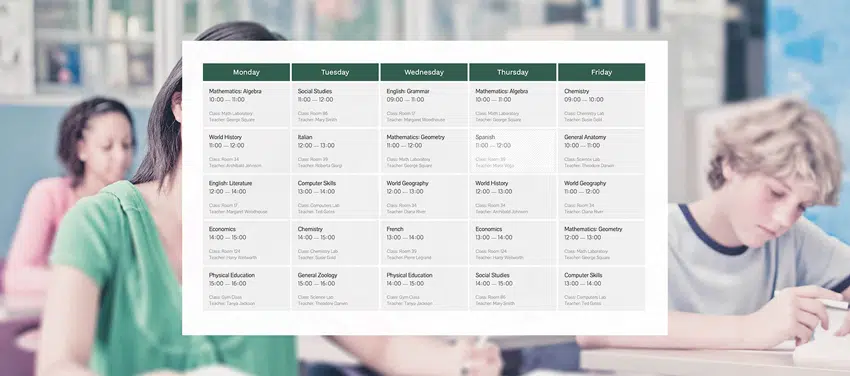 Monday
Tuesday
Wednesday
Thursday
Friday
Mathematics: Algebra
10:00 — 11:00
Class: Math Laboratory
Teacher: George Square
Social Studies
11:00 — 12:00
Class: Room 86
Teacher: Mary Smith
English: Grammar
09:00 — 11:00
Class: Room 17
Teacher: Margaret Woodhouse
Mathematics: Algebra
10:00 — 11:00
Class: Math Laboratory
Teacher: George Square
Chemistry
09:00 — 10:00
Class: Chemistry Lab
Teacher: Susie Gold
World History
11:00 — 12:00
Class: Room 34
Teacher: Archibald Johnson
Italian
12:00 — 13:00
Class: Room 39
Teacher: Roberta Giorgi
Mathematics: Geometry
11:00 — 12:00
Class: Math Laboratory
Teacher: George Square
Spanish
11:00 — 12:00
Class: Room 39
Teacher:
General Anatomy
10:00 — 11:00
Class: Science Lab
Teacher: Theodore Darwin
English: Literature
12:00 — 14:00
Class: Room 17
Teacher: Margaret Woodhouse
Computer Skills
13:00 — 14:00
Class: Computers Lab
Teacher: Ted Gates
World Geography
12:00 — 13:00
Class: Room 34
Teacher: Diana River
World History
12:00 — 13:00
Class: Room 34
Teacher: Archibald Johnson
World Geography
11:00 — 12:00
Class: Room 34
Teacher: Diana River
Economics
14:00 — 15:00
Class: Room 124
Teacher: Harry Wallworth
Chemistry
14:00 — 15:00
Class: Chemistry Lab
Teacher: Susie Gold
French
13:00 — 14:00
Class: Room 39
Teacher: Pierre Legrand
Economics
13:00 — 14:00
Class: Room 124
Teacher: Harry Wallworth
Mathematics: Geometry
12:00 — 13:00
Class: Math Laboratory
Teacher: George Square
Physical Education
15:00 — 16:00
Class: Gym Class
Teacher: Tanya Jackson
General Zoology
15:00 — 16:00
Class: Science Lab
Teacher: Theodore Darwin
Physical Education
14:00 — 15:00
Class: Gym Class
Teacher: Tanya Jackson
Social Studies
14:00 — 15:00
Class: Room 86
Teacher: Mary Smith
Computer Skills
13:00 — 14:00
Class: Computers Lab
Teacher: Ted Gates